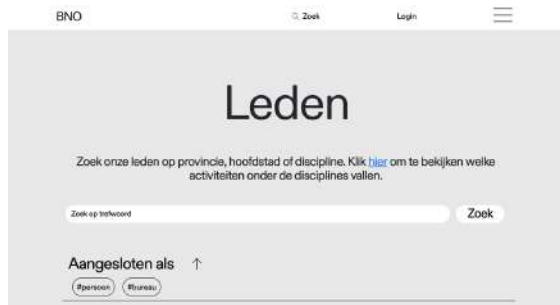 BNO Zoek Login
Leden
Zoek onze leden op provincie, hoofdstad of discipline. Klik hier om te bekijken welke
activiteiten onder de disciplines vallen.
Zoek op trefwoord Zoek
Aangesloten als ↑
#persoon #bureau